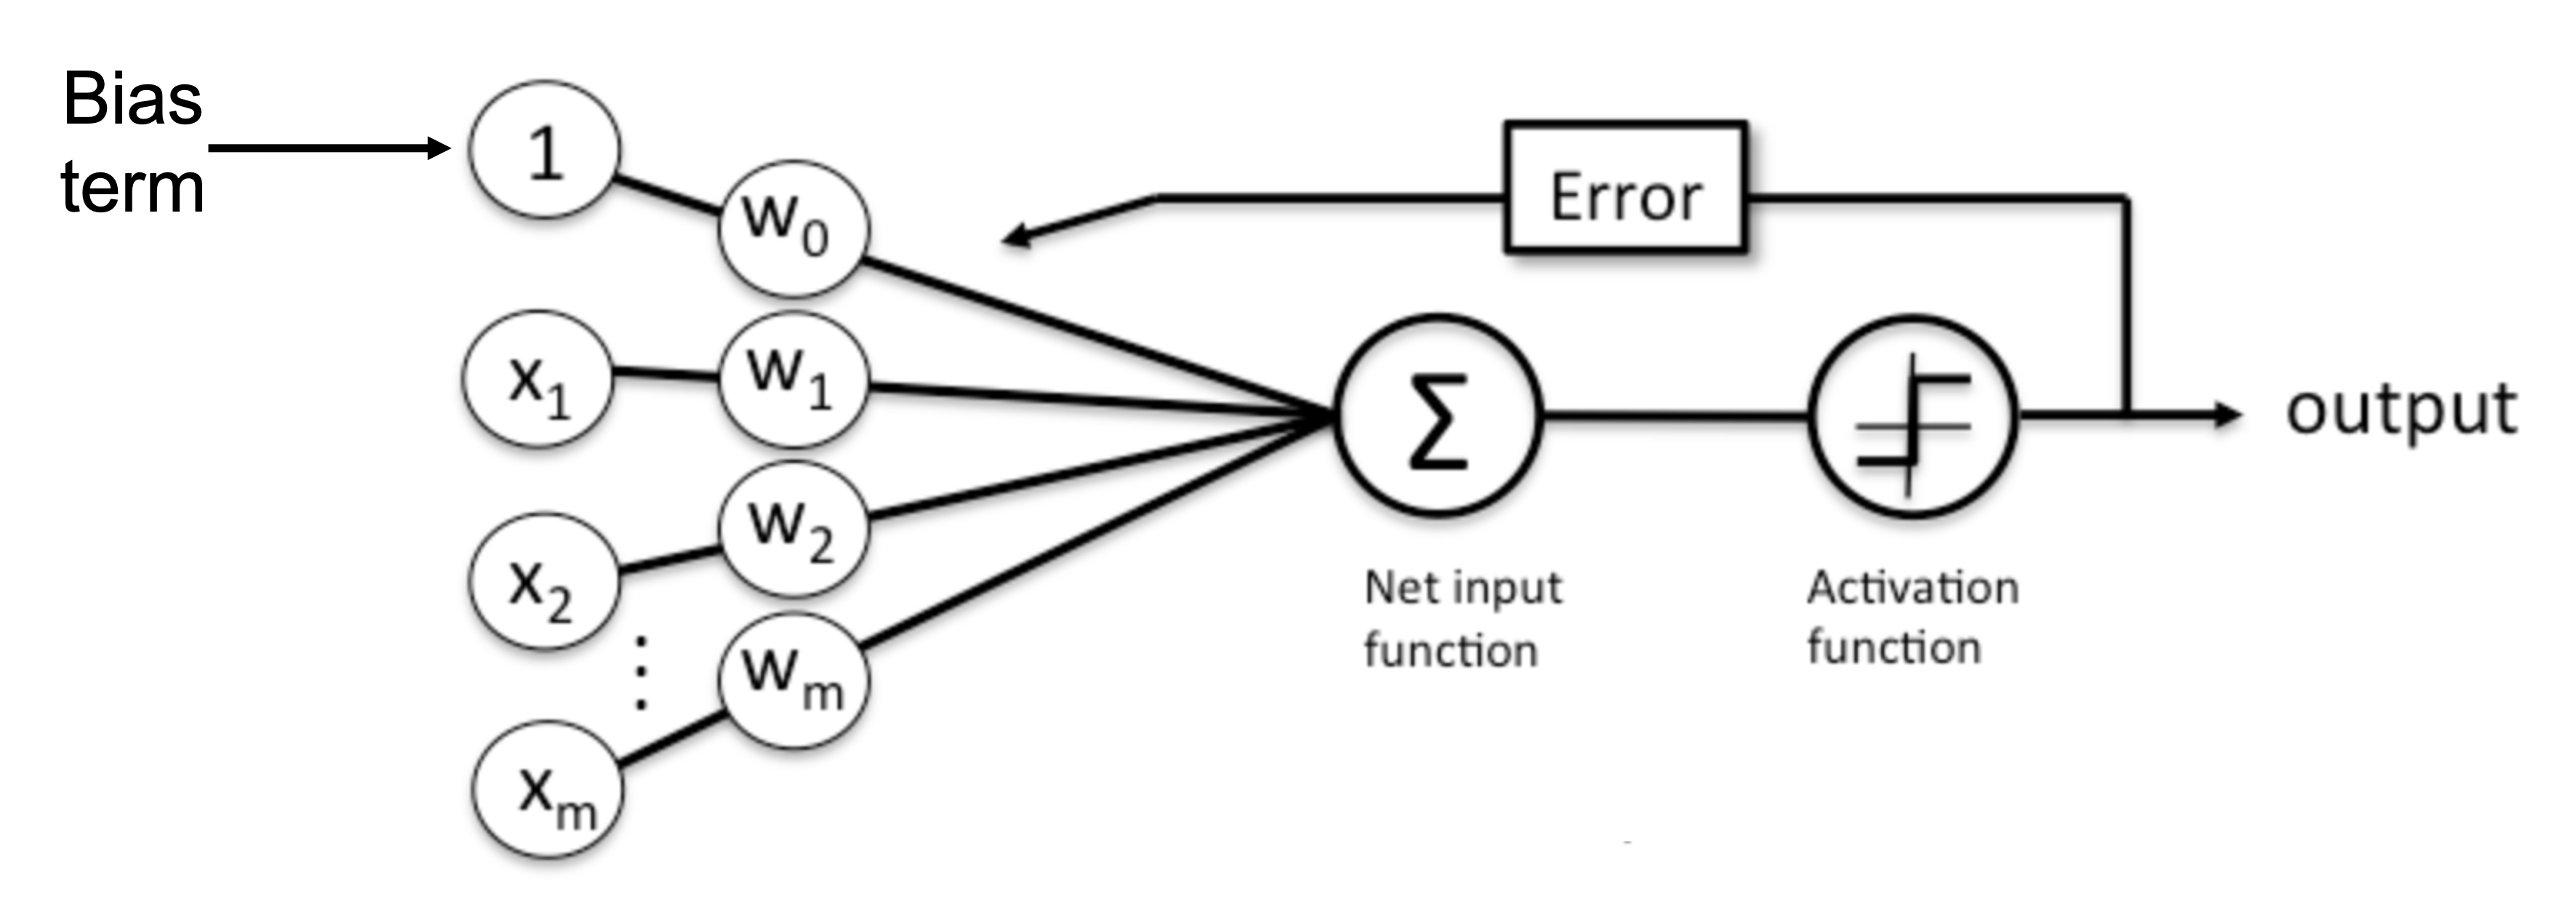 Bias
term
1
w0
x1
w1
x2
w2
⋮
xm
wm
Error
Σ
output
Net input
function
Activation
function